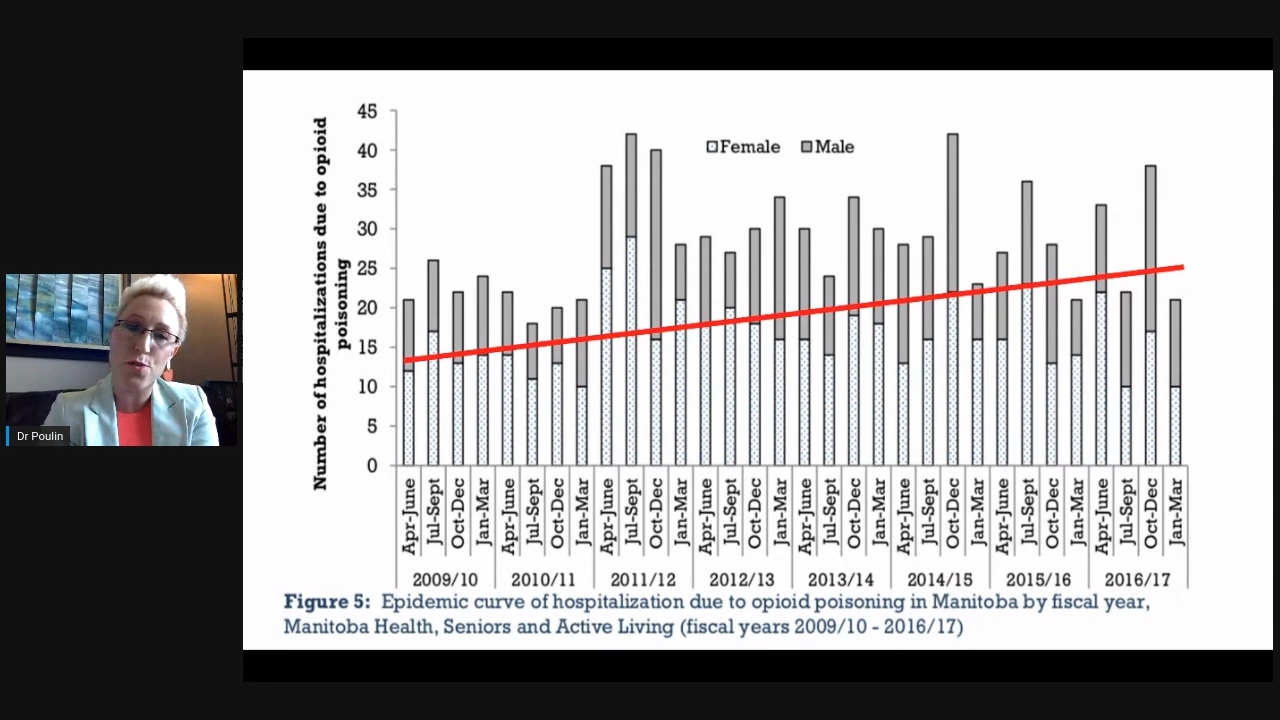 Number of hospitalizations due to opioid
poisoning
45
40
35
30
25
20
15
10
5
0
Female Male
Apr-June Jul-Sept Oct-Dec Jan-Mar Apr-June Jul-Sept Oct-Dec Jan-Mar Apr-June Jul-Sept Oct-Dec Jan-Mar Apr-June Jul-Sept Oct-Dec Jan-Mar Apr-June Jul-Sept Oct-Dec Jan-Mar Apr-June Jul-Sept Oct-Dec Jan-Mar Apr-June Jul-Sept Oct-Dec Jan-Mar Apr-June Jul-Sept Oct-Dec Jan-Mar
2009/10 2010/11 2011/12 2012/13 2013/14 2014/15 2015/16 2016/17
Figure 5: Epidemic curve of hospitalization due to opioid poisoning in Manitoba by fiscal year,
Manitoba Health, Seniors and Active Living (fiscal years 2009/10 - 2016/17)
Dr Poulin